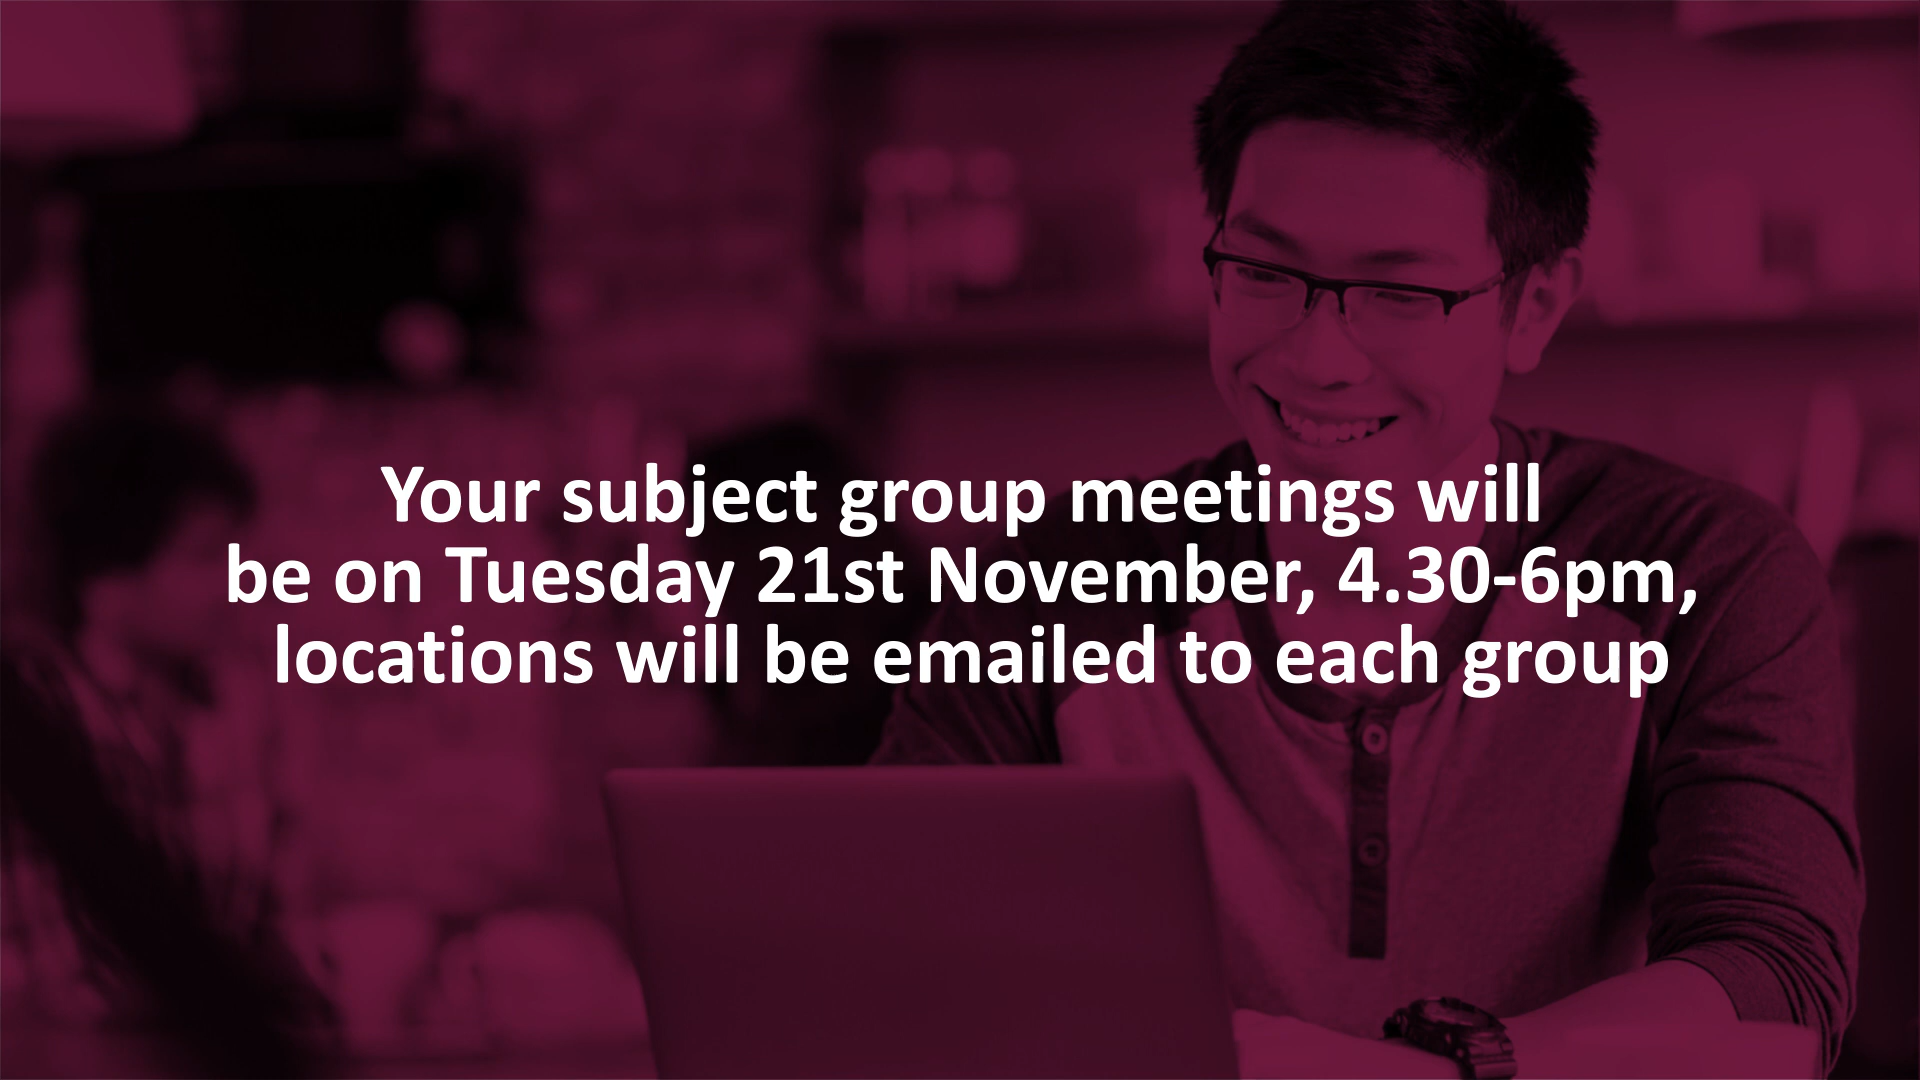 Your subject group meetings will
be on Tuesday 21st November, 4.30-6pm,
locations will be emailed to each group